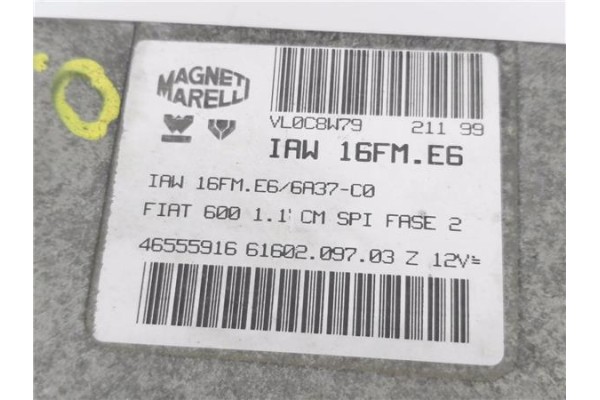 MAGNETI
MARELLI
VL0C8W79 211 99
IAW 16FM.E6
IAW 16FM.E6/6A37-C0
FIAT 600 1.1' CM SPI FASE 2
46555916 61602.097.03 Z 12V⎓